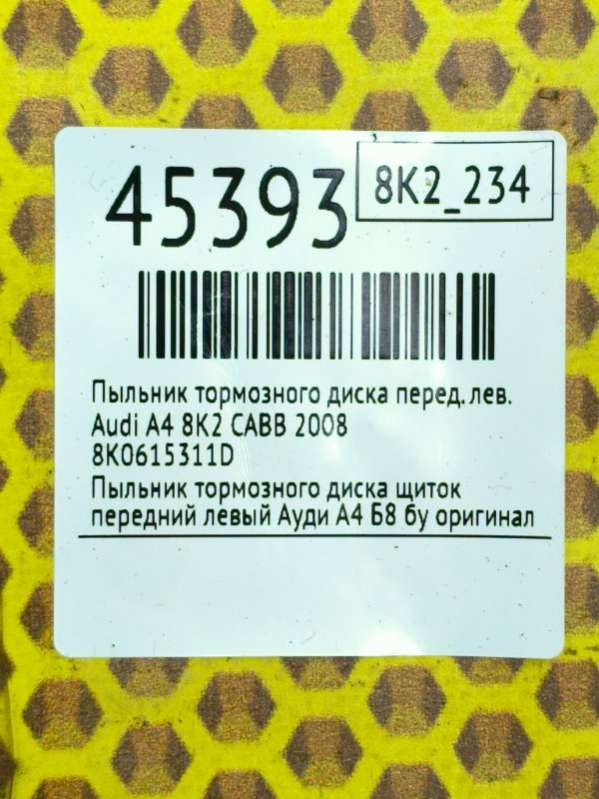 45393
8K2_234
Пыльник тормозного диска перед. лев.
Audi A4 8K2 CABB 2008
8K0615311D
Пыльник тормозного диска щиток
передний левый Ауди А4 Б8 бу оригинал